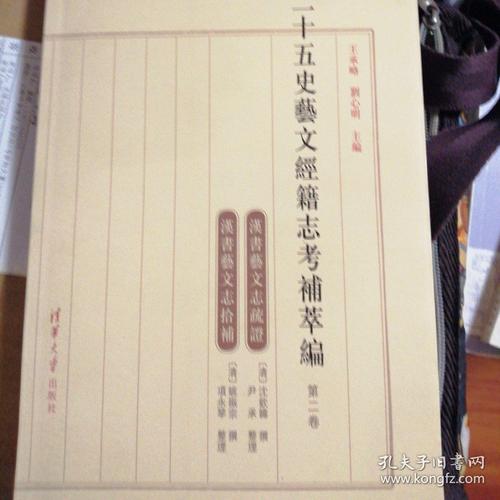 王承略 劉心明 主編
二十五史藝文經籍志考補萃編 第二卷
漢書藝文志疏證
〔清〕沈欽韓 撰
尹承 整理
漢書藝文志拾補
〔清〕姚振宗 撰
項永琴 整理
清華大學出版社
孔夫子旧书网
www.kongfz.com